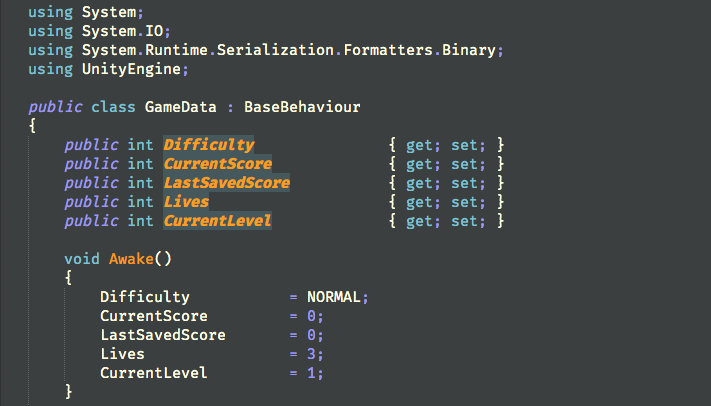 using System;
using System.IO;
using System.Runtime.Serialization.Formatters.Binary;
using UnityEngine;

public class GameData : BaseBehaviour
{
    public int Difficulty               { get; set; }
    public int CurrentScore             { get; set; }
    public int LastSavedScore           { get; set; }
    public int Lives                    { get; set; }
    public int CurrentLevel             { get; set; }

    void Awake()
    {
        Difficulty           = NORMAL;
        CurrentScore         = 0;
        LastSavedScore       = 0;
        Lives                = 3;
        CurrentLevel         = 1;
    }